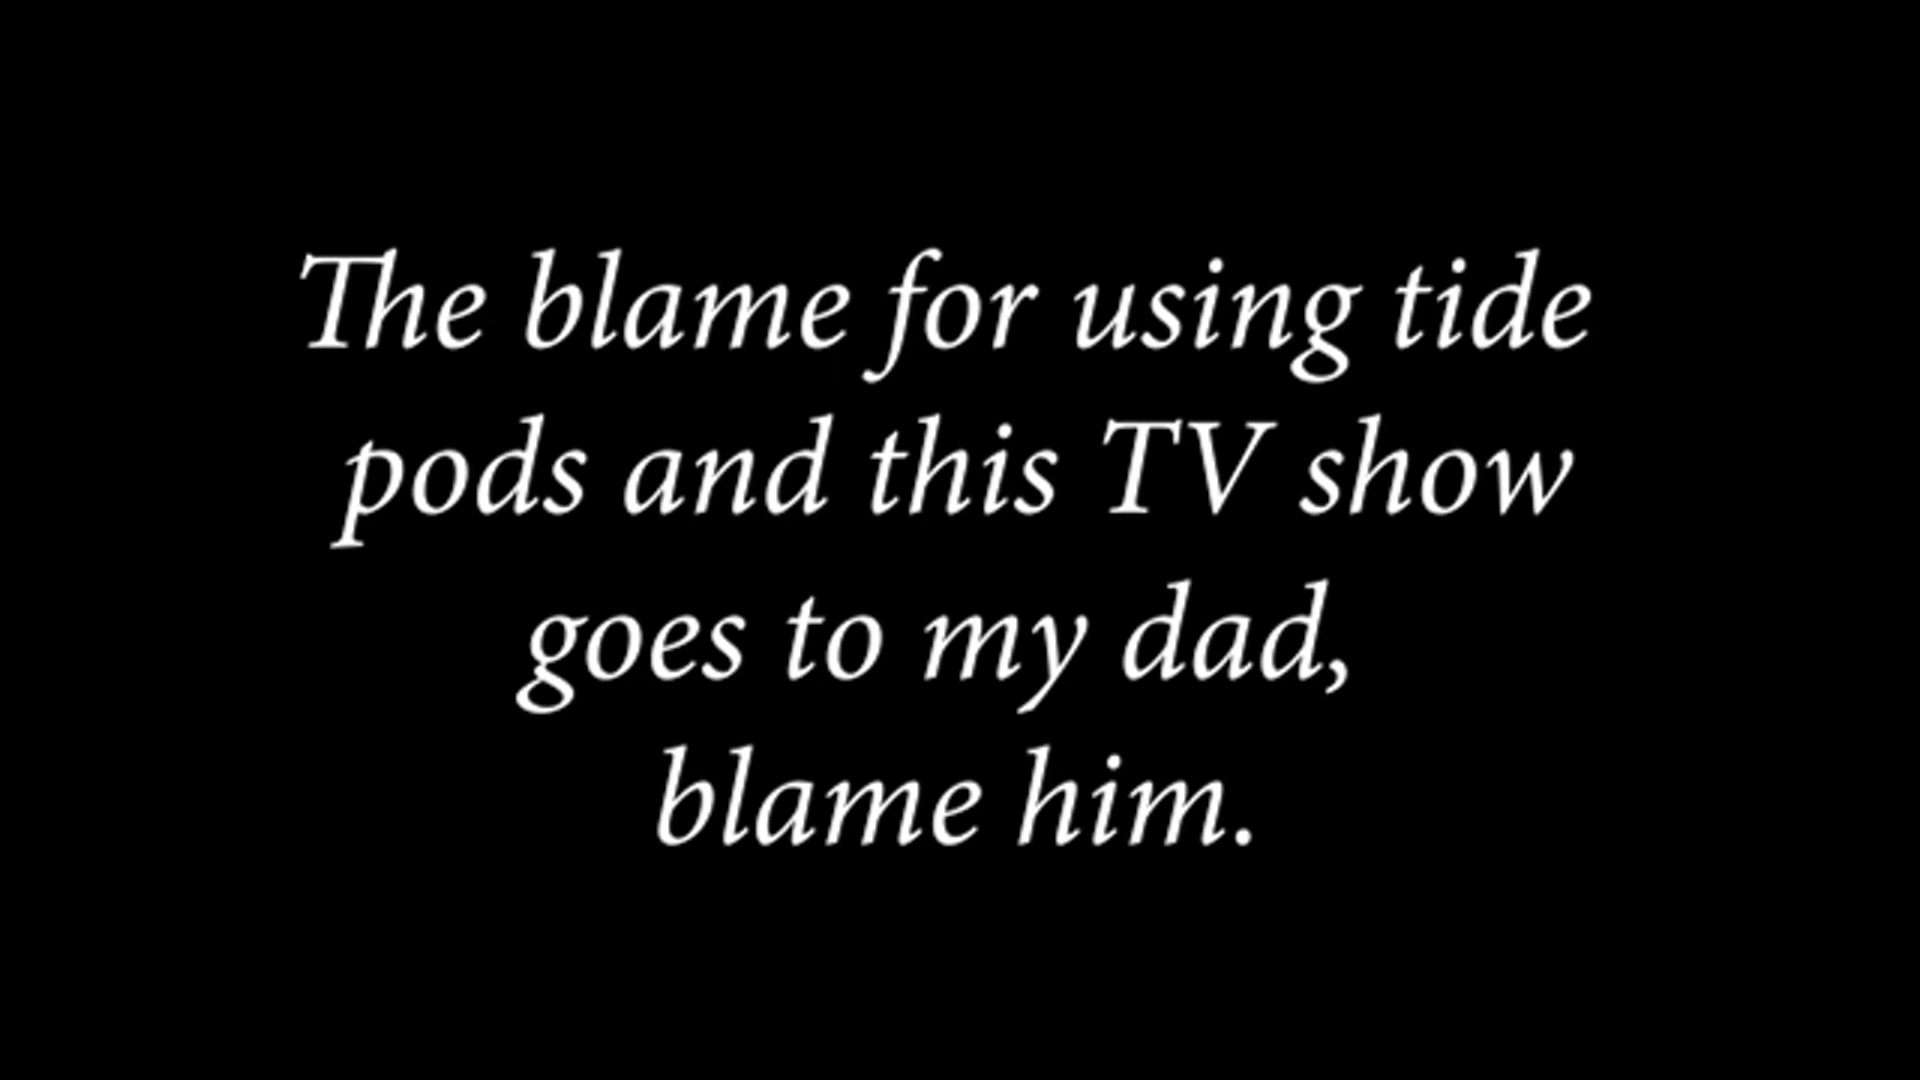 The blame for using tide
pods and this TV show
goes to my dad,
blame him.